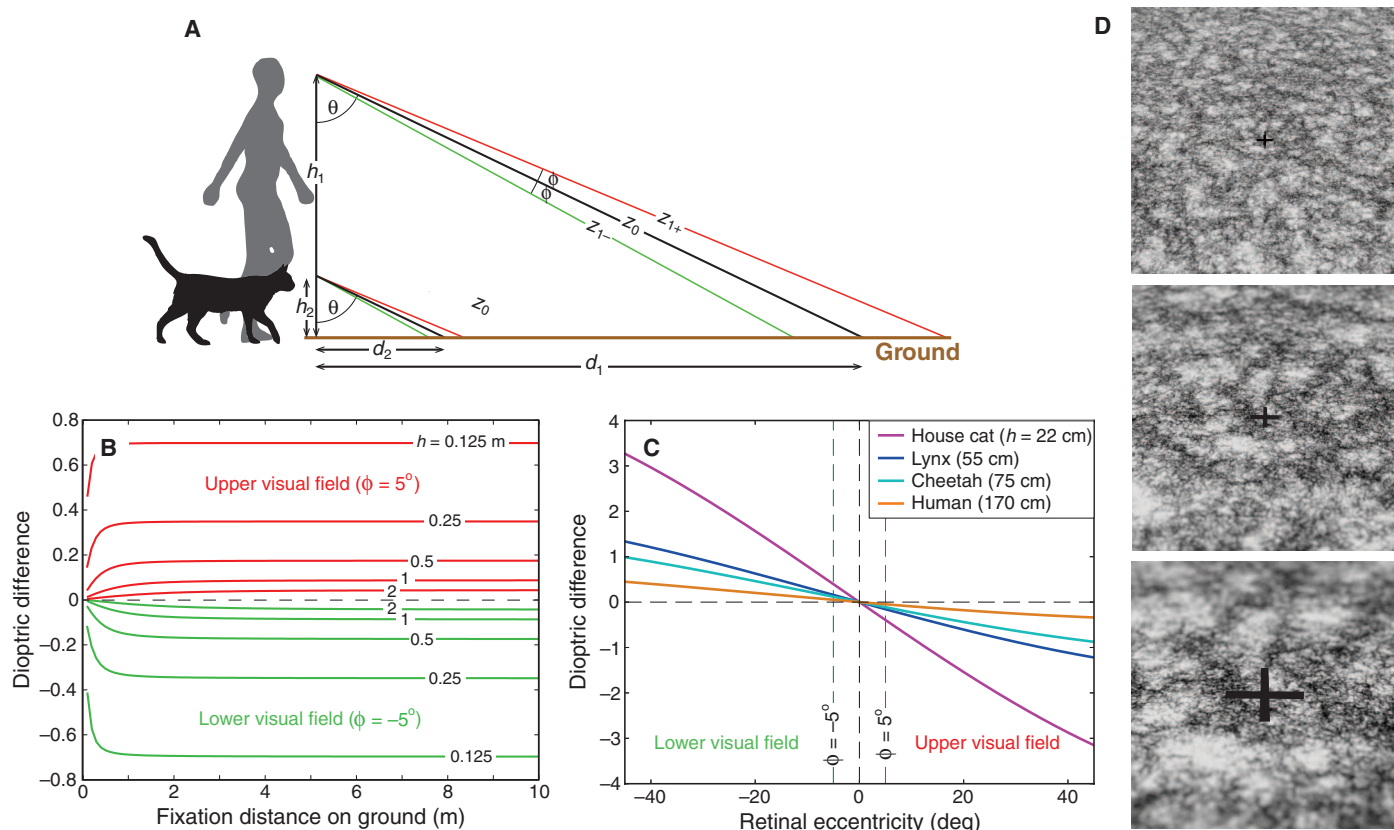 A
θ
h1
ϕ
ϕ
z1+
z0
z1–
h2
θ
z0
d2
Ground
d1
B
0.8
0.6
0.4
0.2
0
–0.2
–0.4
–0.6
–0.8
Dioptric difference
h = 0.125 m
Upper visual field (ϕ = 5°)
0.25
0.5
1
2
2
1
0.5
0.25
Lower visual field (ϕ = –5°)
0.125
0 2 4 6 8 10
Fixation distance on ground (m)
C
4
3
2
1
0
–1
–2
–3
–4
Dioptric difference
House cat (h = 22 cm)
Lynx (55 cm)
Cheetah (75 cm)
Human (170 cm)
Lower visual field
ϕ = –5°
ϕ = 5°
Upper visual field
–40 –20 0 20 40
Retinal eccentricity (deg)
D